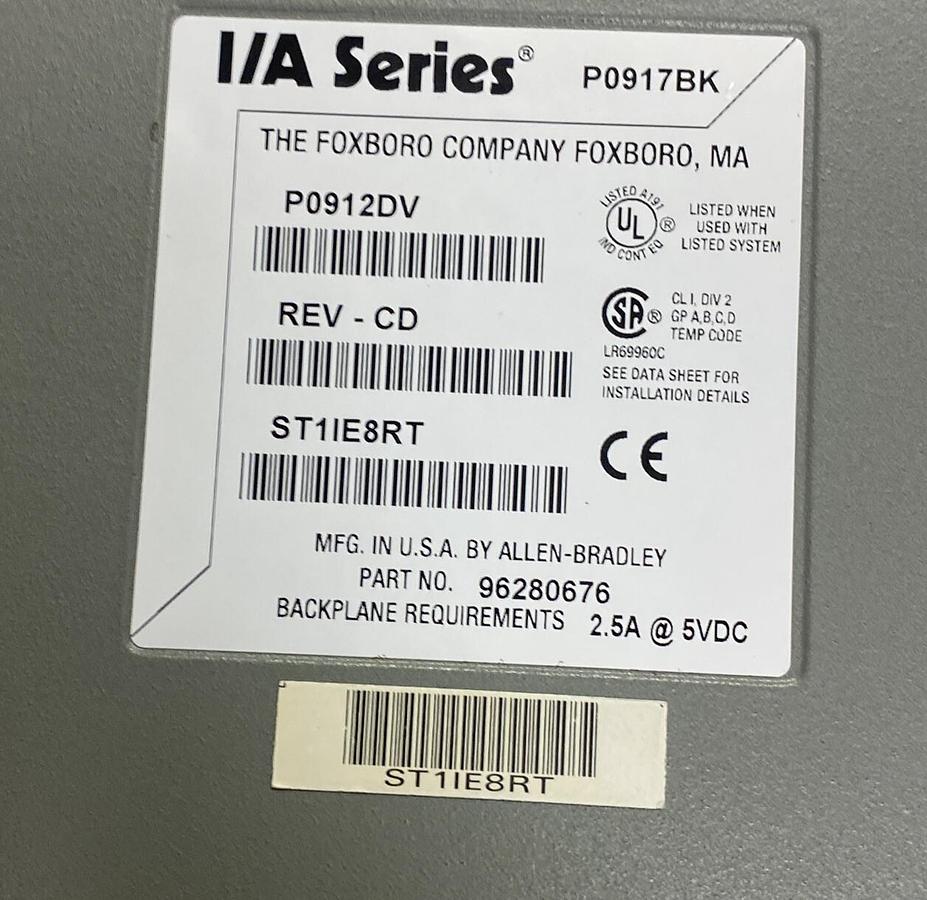 I/A Series® P0917BK
THE FOXBORO COMPANY FOXBORO, MA
P0912DV
LISTED A191
UL ®
IND CONT EQ
LISTED WHEN
USED WITH
LISTED SYSTEM
REV - CD
SA ®
CL I, DIV 2
GP A,B,C,D
TEMP CODE
LR69960C
SEE DATA SHEET FOR
INSTALLATION DETAILS
ST1IE8RT
CE
MFG. IN U.S.A. BY ALLEN-BRADLEY
PART NO. 96280676
BACKPLANE REQUIREMENTS 2.5A @ 5VDC
ST1IE8RT